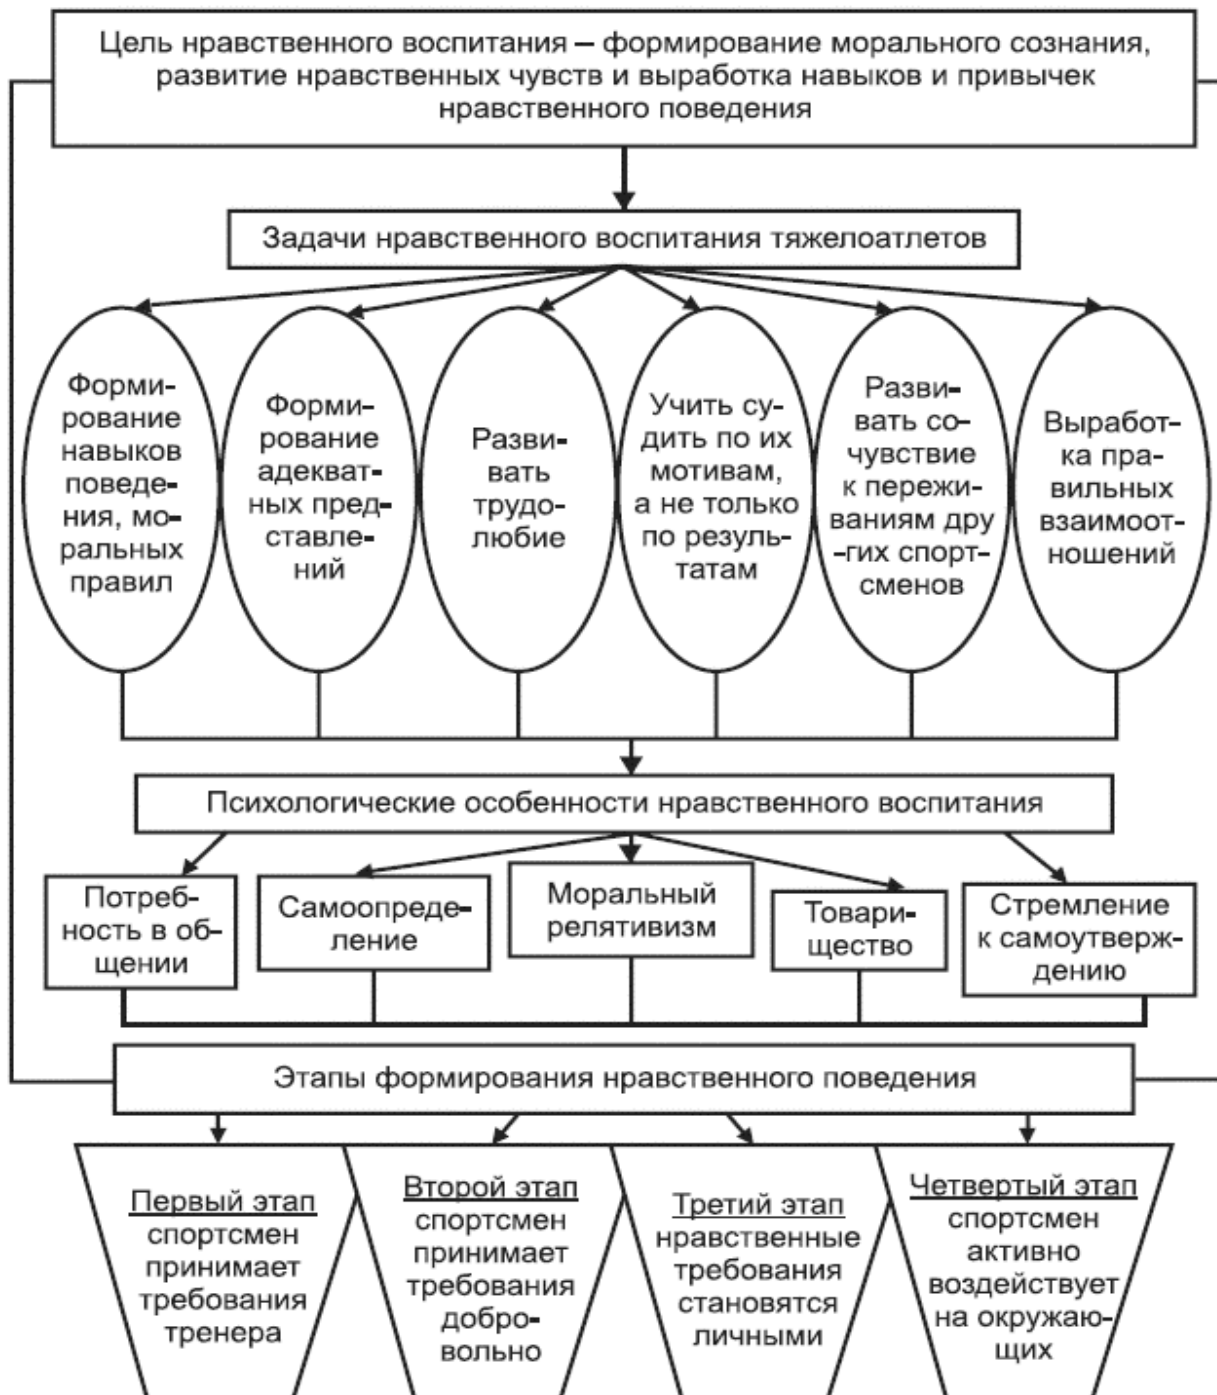 Цель нравственного воспитания – формирование морального сознания,
развитие нравственных чувств и выработка навыков и привычек
нравственного поведения
Задачи нравственного воспитания тяжелоатлетов
Форми-
рование
навыков
поведе-
ния, мо-
ральных
правил
Форми-
рование
адекват-
ных пред-
ставле-
ний
Разви-
вать
трудо-
любие
Учить су-
дить по их
мотивам,
а не только
по резуль-
татам
Разви-
вать со-
чувствие
к пережи-
ваниям дру
-гих спорт-
сменов
Выработ-
ка пра-
вильных
взаимоот-
ношений
Психологические особенности нравственного воспитания
Потреб-
ность в об-
щении
Самоопреде-
ление
Моральный
релятивизм
Товари-
щество
Стремление
к самоутверж-
дению
Этапы формирования нравственного поведения
Первый этап
спортсмен
принимает
требования
тренера
Второй этап
спортсмен
принимает
требования
добро-
вольно
Третий этап
нравственные
требования
становятся
личными
Четвертый этап
спортсмен
активно
воздействует
на окружаю-
щих